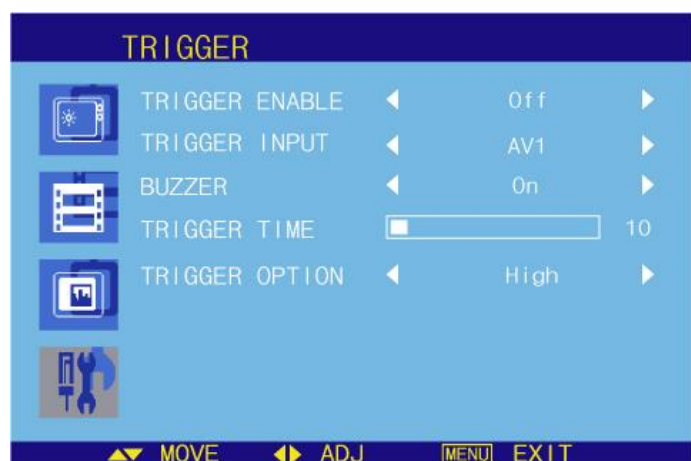 TRIGGER
TRIGGER ENABLE Off
TRIGGER INPUT AV1
BUZZER On
TRIGGER TIME 10
TRIGGER OPTION High
MOVE ADJ MENU EXIT